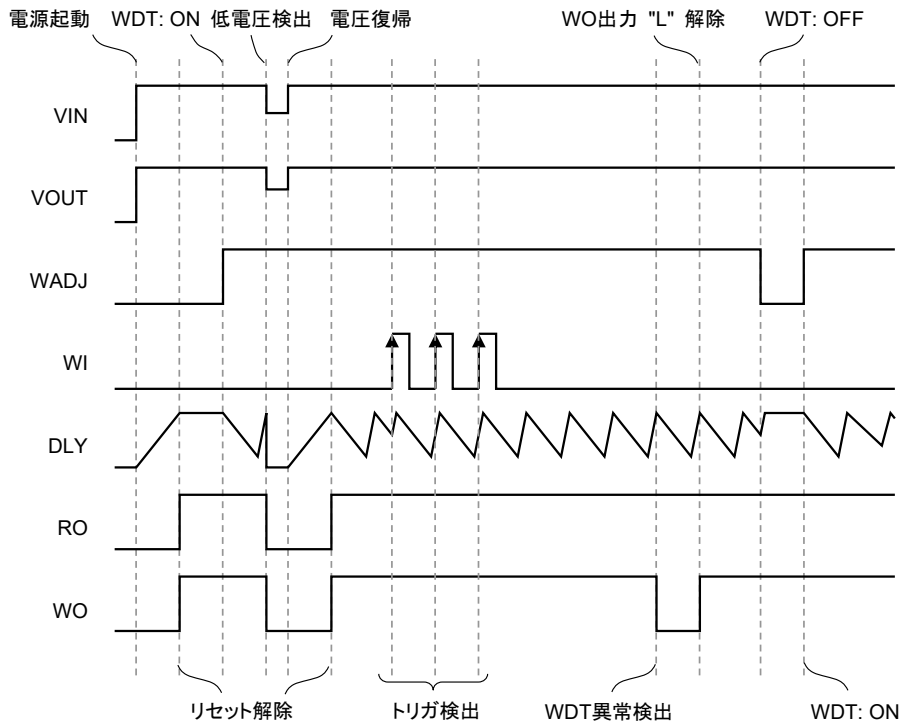 電源起動 WDT: ON 低電圧検出 電圧復帰 WO出力 "L" 解除 WDT: OFF
VIN
VOUT
WADJ
WI
DLY
RO
WO
リセット解除 トリガ検出 WDT異常検出 WDT: ON